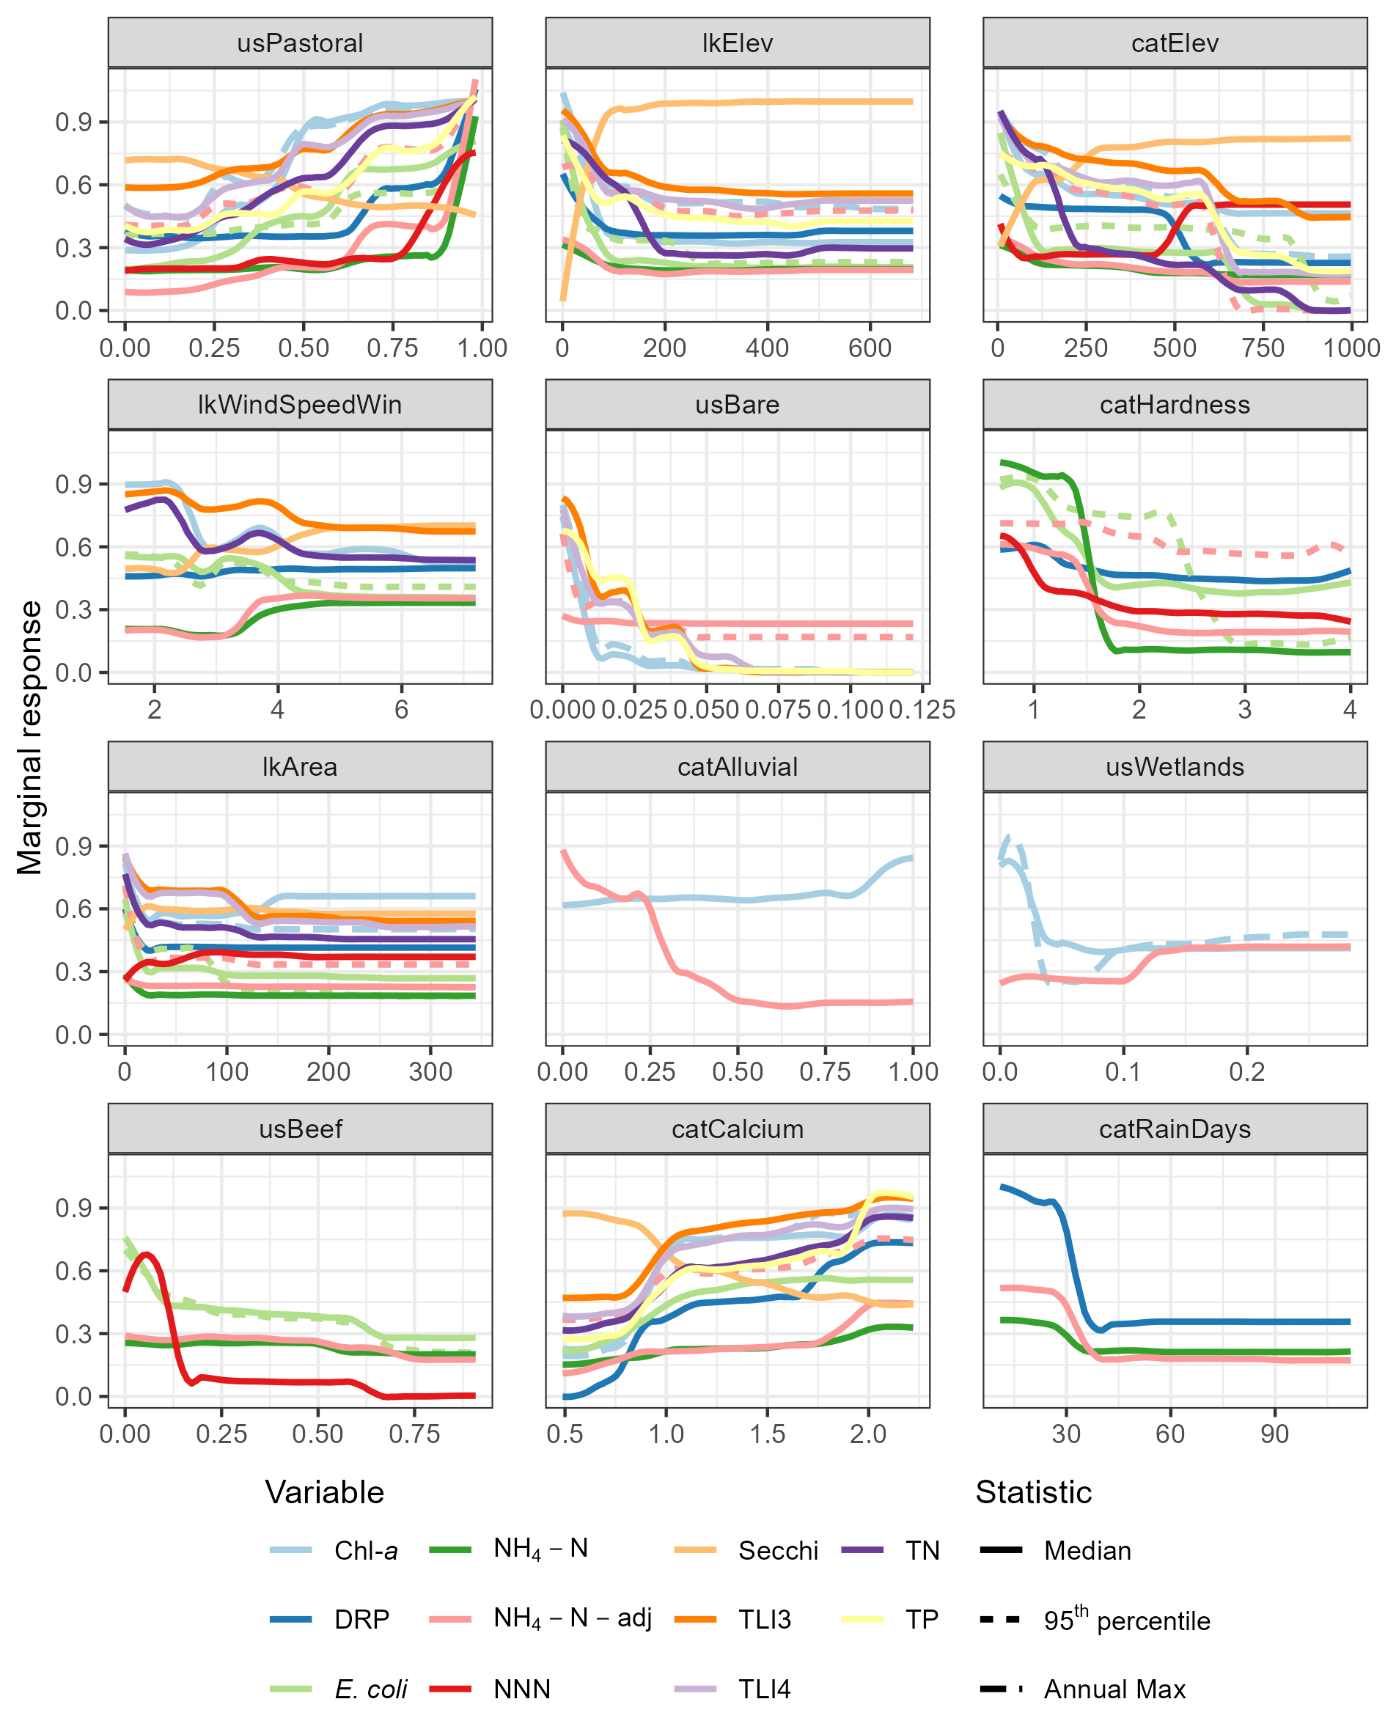 usPastoral lkElev catElev
0.9
0.6
0.3
0.0
0.00 0.25 0.50 0.75 1.00 0 200 400 600 0 250 500 750 1000
lkWindSpeedWin usBare catHardness
0.9
0.6
0.3
0.0
2 4 6 0.000 0.025 0.050 0.075 0.100 0.125 1 2 3 4
Marginal response
lkArea catAlluvial usWetlands
0.9
0.6
0.3
0.0
0 100 200 300 0.00 0.25 0.50 0.75 1.00 0.0 0.1 0.2
usBeef catCalcium catRainDays
0.9
0.6
0.3
0.0
0.00 0.25 0.50 0.75 0.5 1.0 1.5 2.0 30 60 90
Variable Statistic
Chl-a NH₄ − N Secchi TN Median
DRP NH₄ − N − adj TLI3 TP 95ᵗʰ percentile
E. coli NNN TLI4 Annual Max